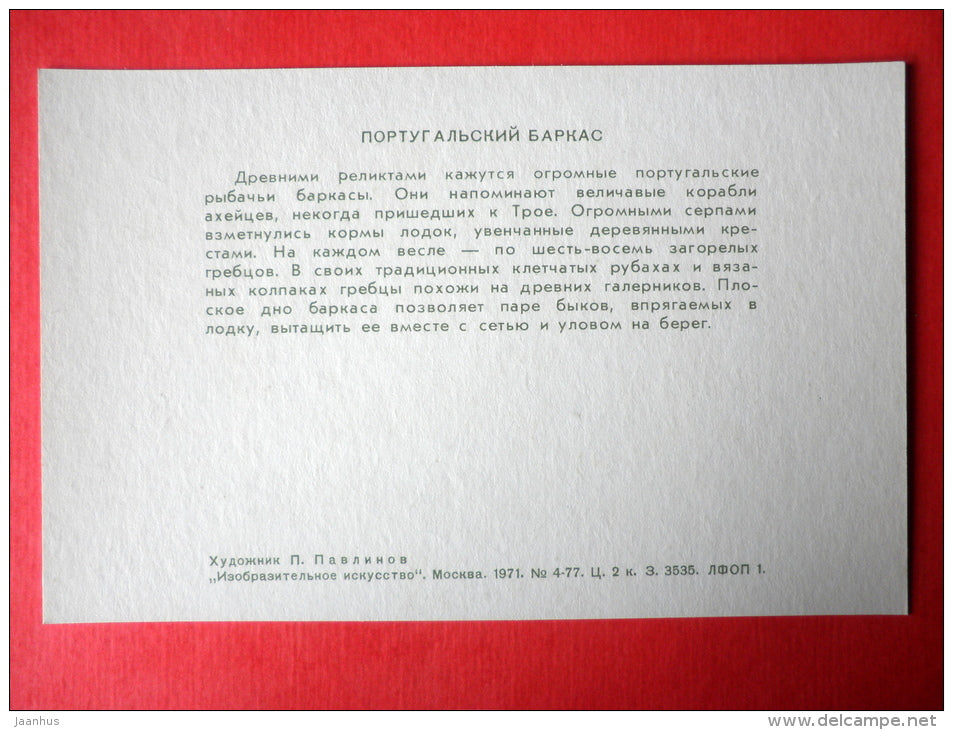 ПОРТУГАЛЬСКИЙ БАРКАС
Древними реликтами кажутся огромные португальские
рыбачьи баркасы. Они напоминают величавые корабли
ахейцев, некогда пришедших к Трое. Огромными серпами
взметнулись кормы лодок, увенчанные деревянными кре-
стами. На каждом весле — по шесть-восемь загорелых
гребцов. В своих традиционных клетчатых рубахах и вяза-
ных колпаках гребцы похожи на древних галерников. Пло-
ское дно баркаса позволяет паре быков, впрягаемых в
лодку, вытащить ее вместе с сетью и уловом на берег.
Художник П. Павлинов
„Изобразительное искусство“. Москва. 1971. № 4-77. Ц. 2 к. З. 3535. ЛФОП 1.
Jaanhus
www.delcampe.net